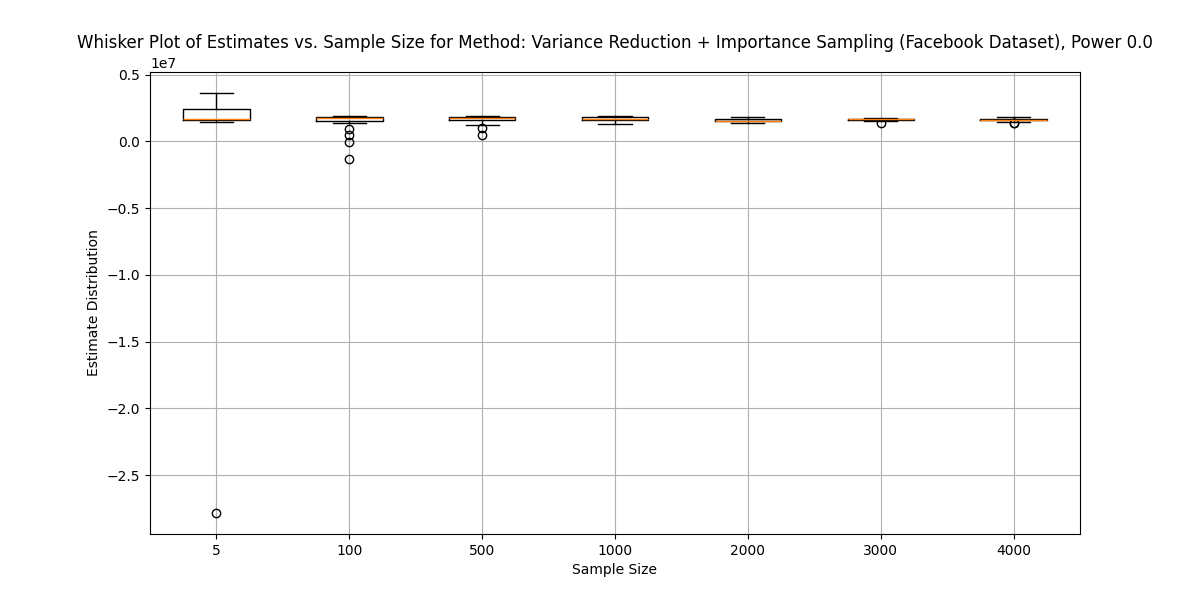 Whisker Plot of Estimates vs. Sample Size for Method: Variance Reduction + Importance Sampling (Facebook Dataset), Power 0.0
1e7
0.5
0.0
−0.5
−1.0
−1.5
−2.0
−2.5
Estimate Distribution
5 100 500 1000 2000 3000 4000
Sample Size